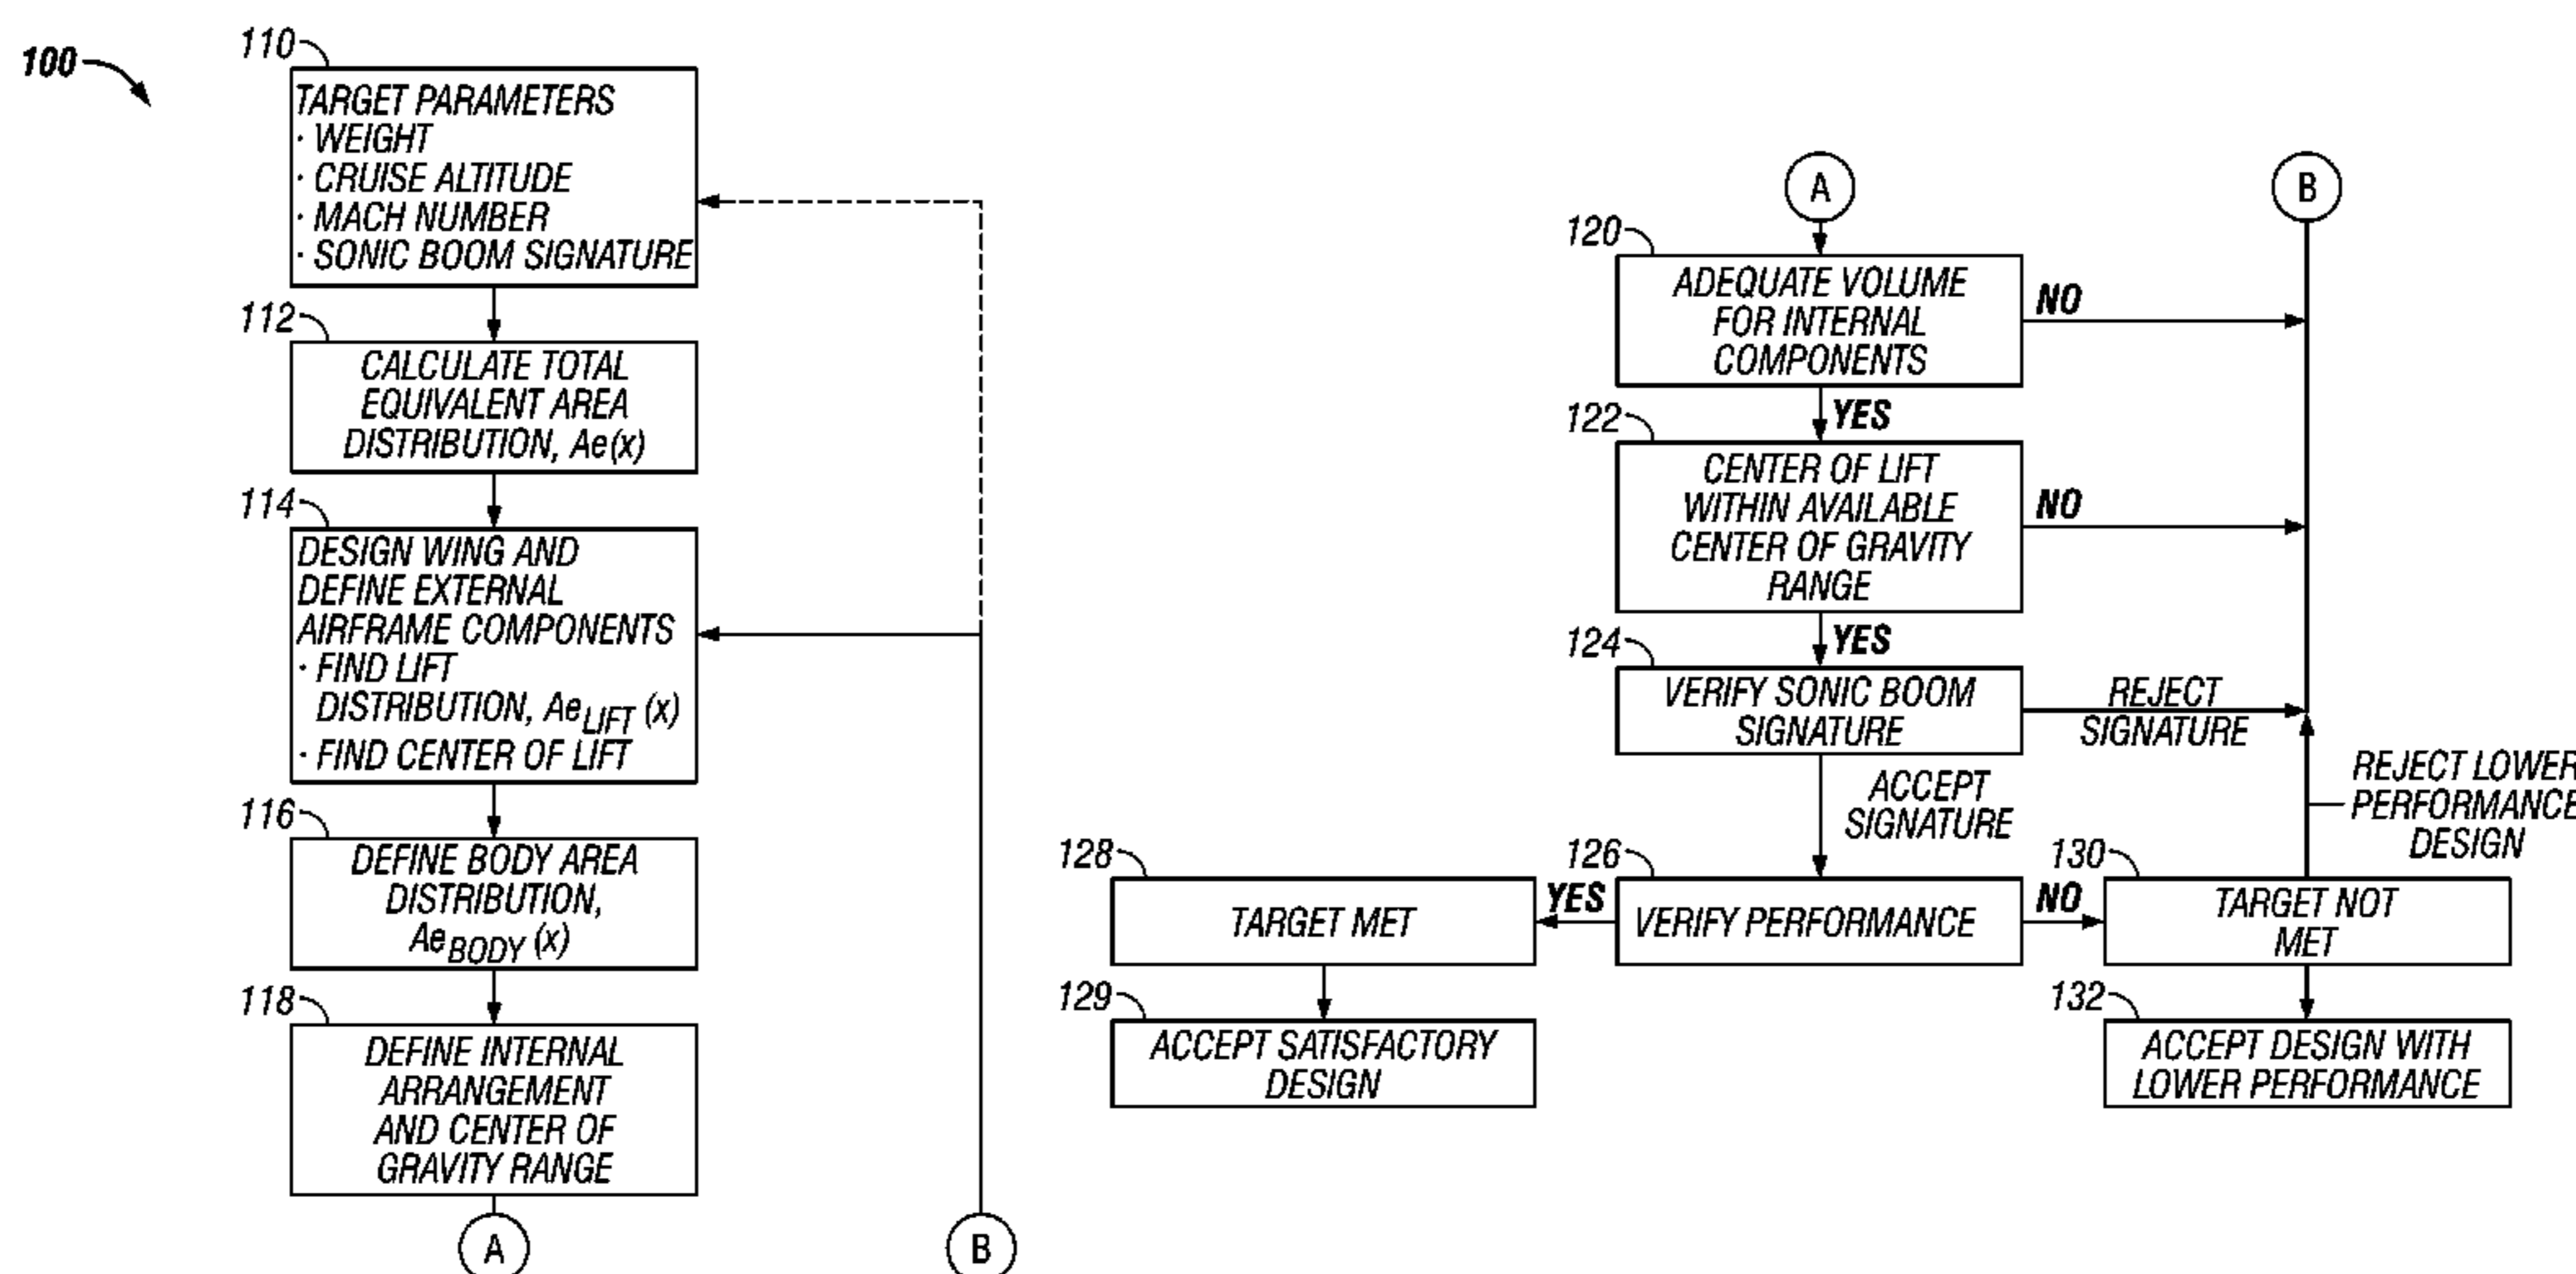 100
110
TARGET PARAMETERS
· WEIGHT
· CRUISE ALTITUDE
· MACH NUMBER
· SONIC BOOM SIGNATURE
112
CALCULATE TOTAL
EQUIVALENT AREA
DISTRIBUTION, Ae(x)
114
DESIGN WING AND
DEFINE EXTERNAL
AIRFRAME COMPONENTS
· FIND LIFT
DISTRIBUTION, Ae LIFT (x)
· FIND CENTER OF LIFT
116
DEFINE BODY AREA
DISTRIBUTION,
Ae BODY (x)
118
DEFINE INTERNAL
ARRANGEMENT
AND CENTER OF
GRAVITY RANGE
A
B
A
B
120
ADEQUATE VOLUME
FOR INTERNAL
COMPONENTS
NO
YES
122
CENTER OF LIFT
WITHIN AVAILABLE
CENTER OF GRAVITY
RANGE
NO
YES
124
VERIFY SONIC BOOM
SIGNATURE
REJECT
SIGNATURE
ACCEPT
SIGNATURE
REJECT LOWER
PERFORMANCE
DESIGN
126
VERIFY PERFORMANCE
YES
NO
128
TARGET MET
129
ACCEPT SATISFACTORY
DESIGN
130
TARGET NOT
MET
132
ACCEPT DESIGN WITH
LOWER PERFORMANCE